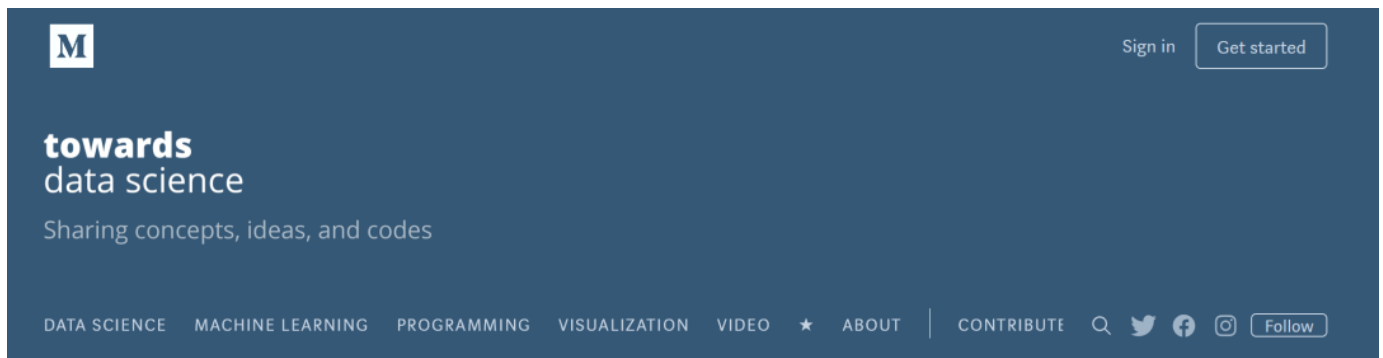 M
Sign in Get started
towards
data science
Sharing concepts, ideas, and codes
DATA SCIENCE MACHINE LEARNING PROGRAMMING VISUALIZATION VIDEO ★ ABOUT CONTRIBUTE Follow